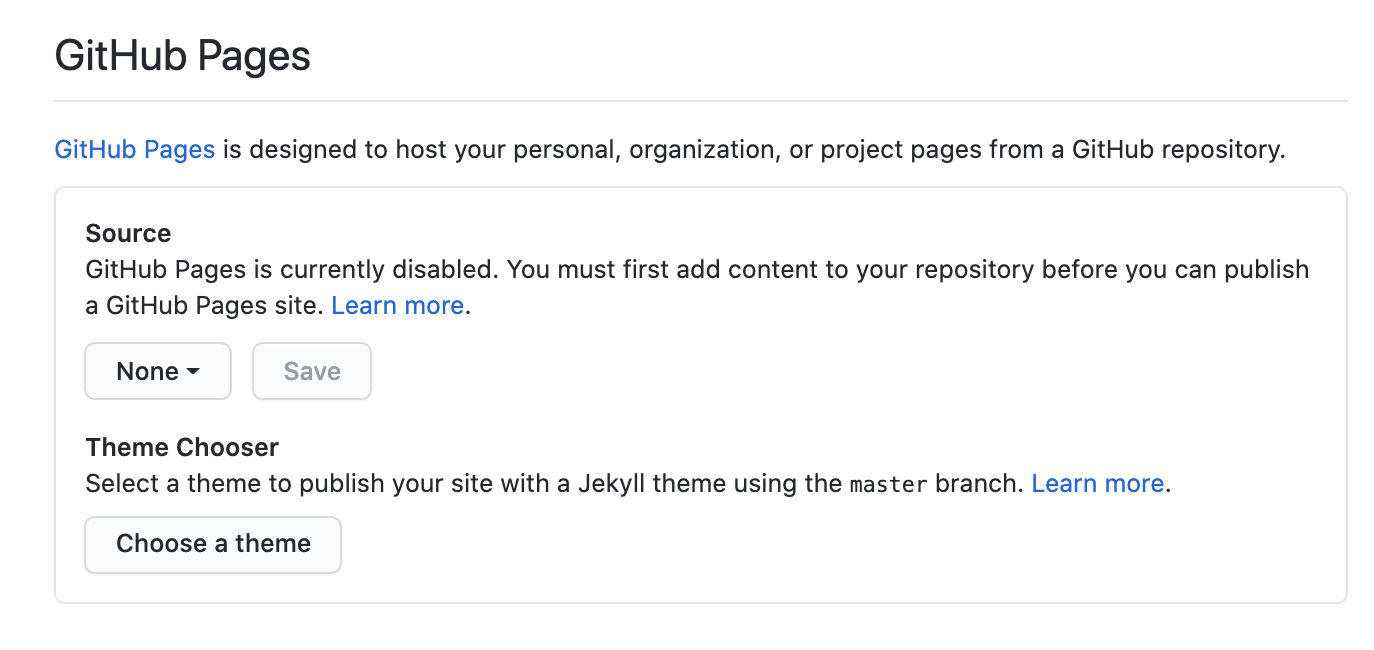 GitHub Pages
GitHub Pages is designed to host your personal, organization, or project pages from a GitHub repository.
Source
GitHub Pages is currently disabled. You must first add content to your repository before you can publish
a GitHub Pages site. Learn more.
None Save
Theme Chooser
Select a theme to publish your site with a Jekyll theme using the master branch. Learn more.
Choose a theme